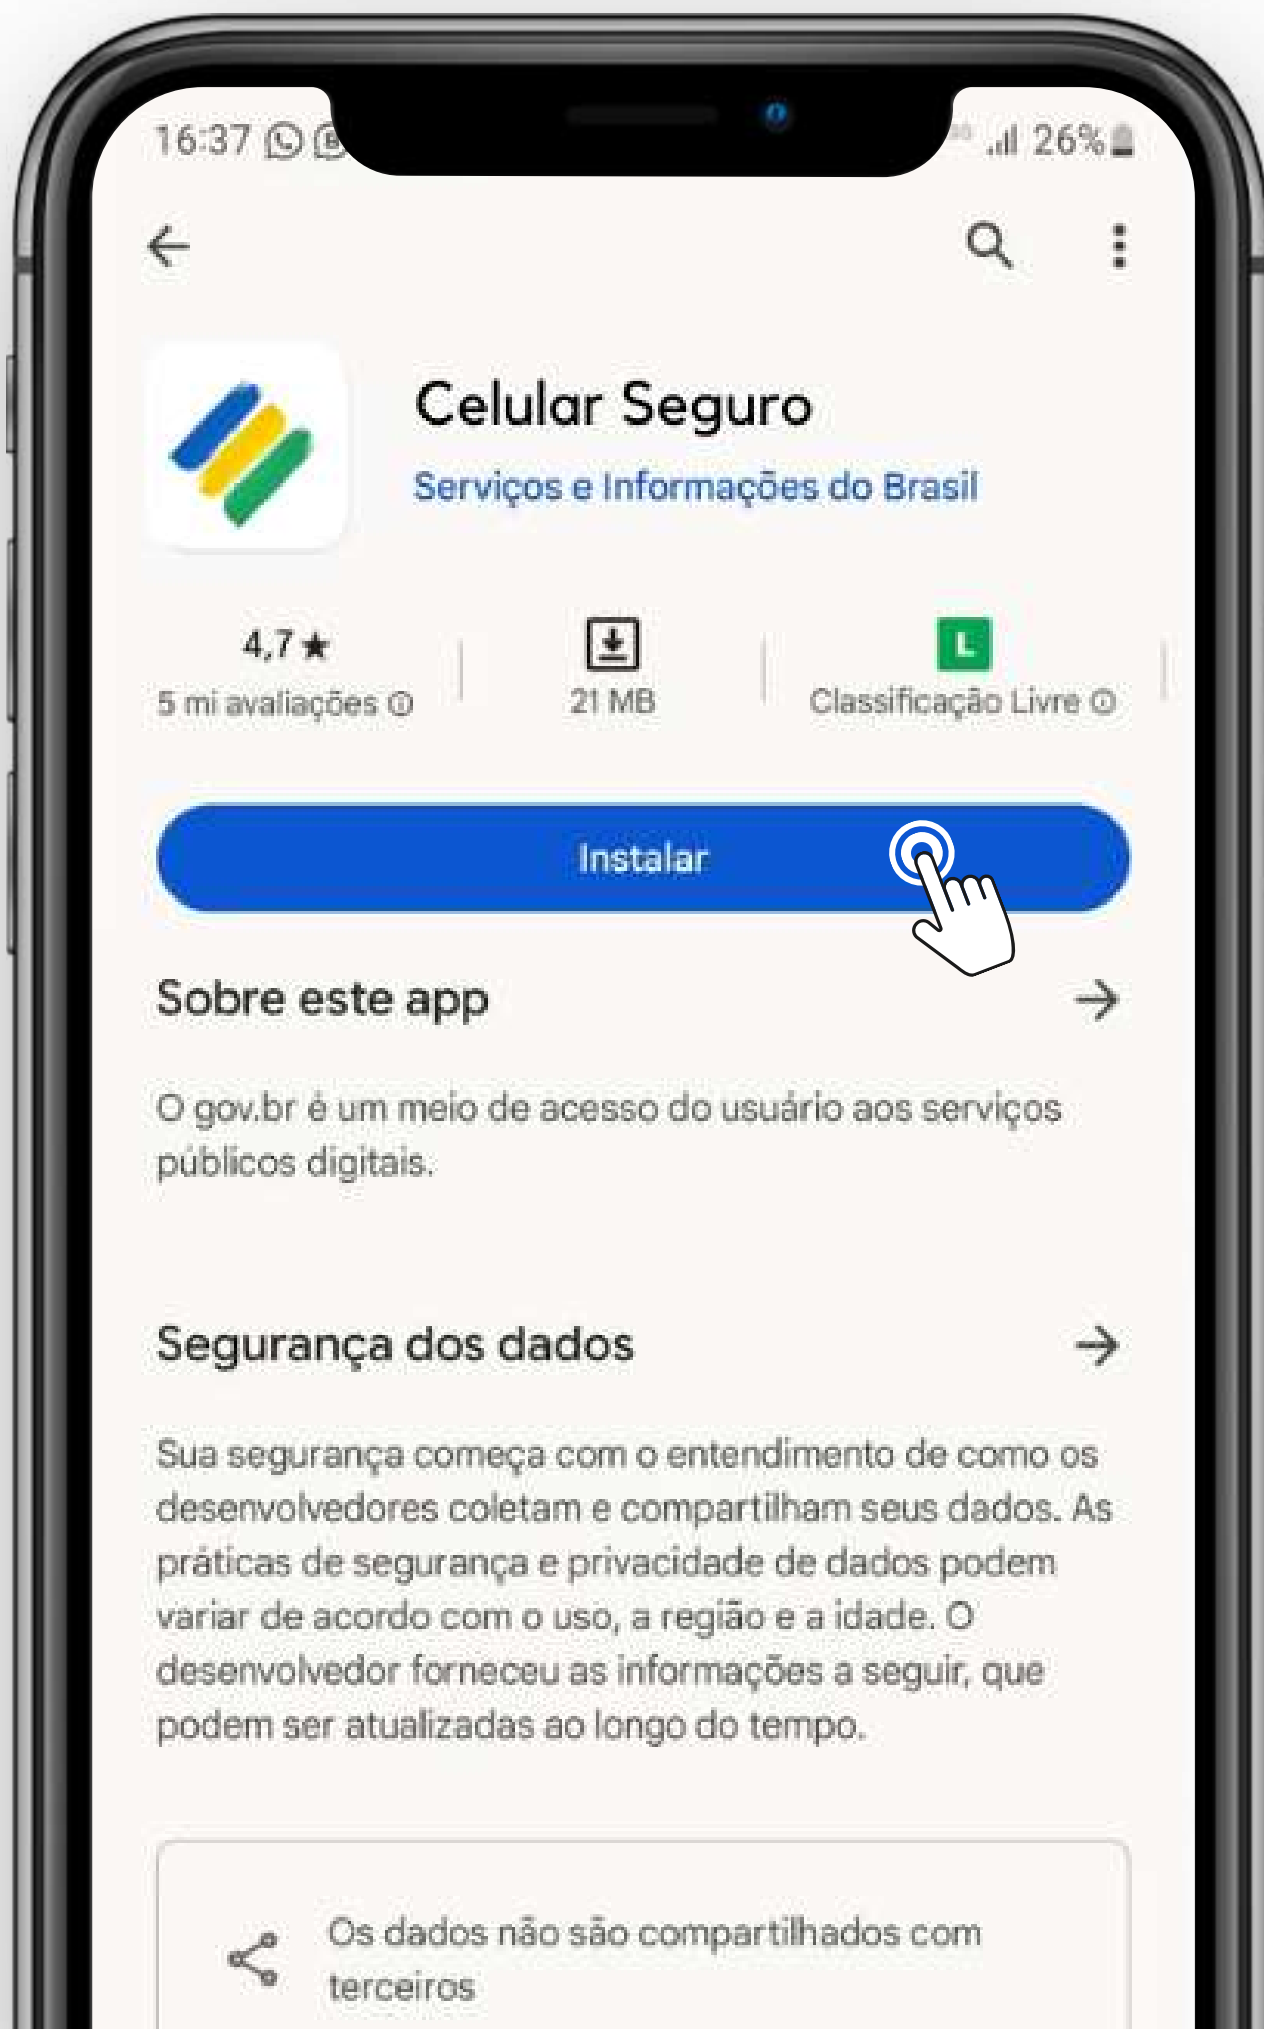 16:37
26%
Celular Seguro
Serviços e Informações do Brasil
4,7★
5 mi avaliações
21 MB
L
Classificação Livre
Instalar
Sobre este app
O gov.br é um meio de acesso do usuário aos serviços
públicos digitais.
Segurança dos dados
Sua segurança começa com o entendimento de como os
desenvolvedores coletam e compartilham seus dados. As
práticas de segurança e privacidade de dados podem
variar de acordo com o uso, a região e a idade. O
desenvolvedor forneceu as informações a seguir, que
podem ser atualizadas ao longo do tempo.
Os dados não são compartilhados com
terceiros